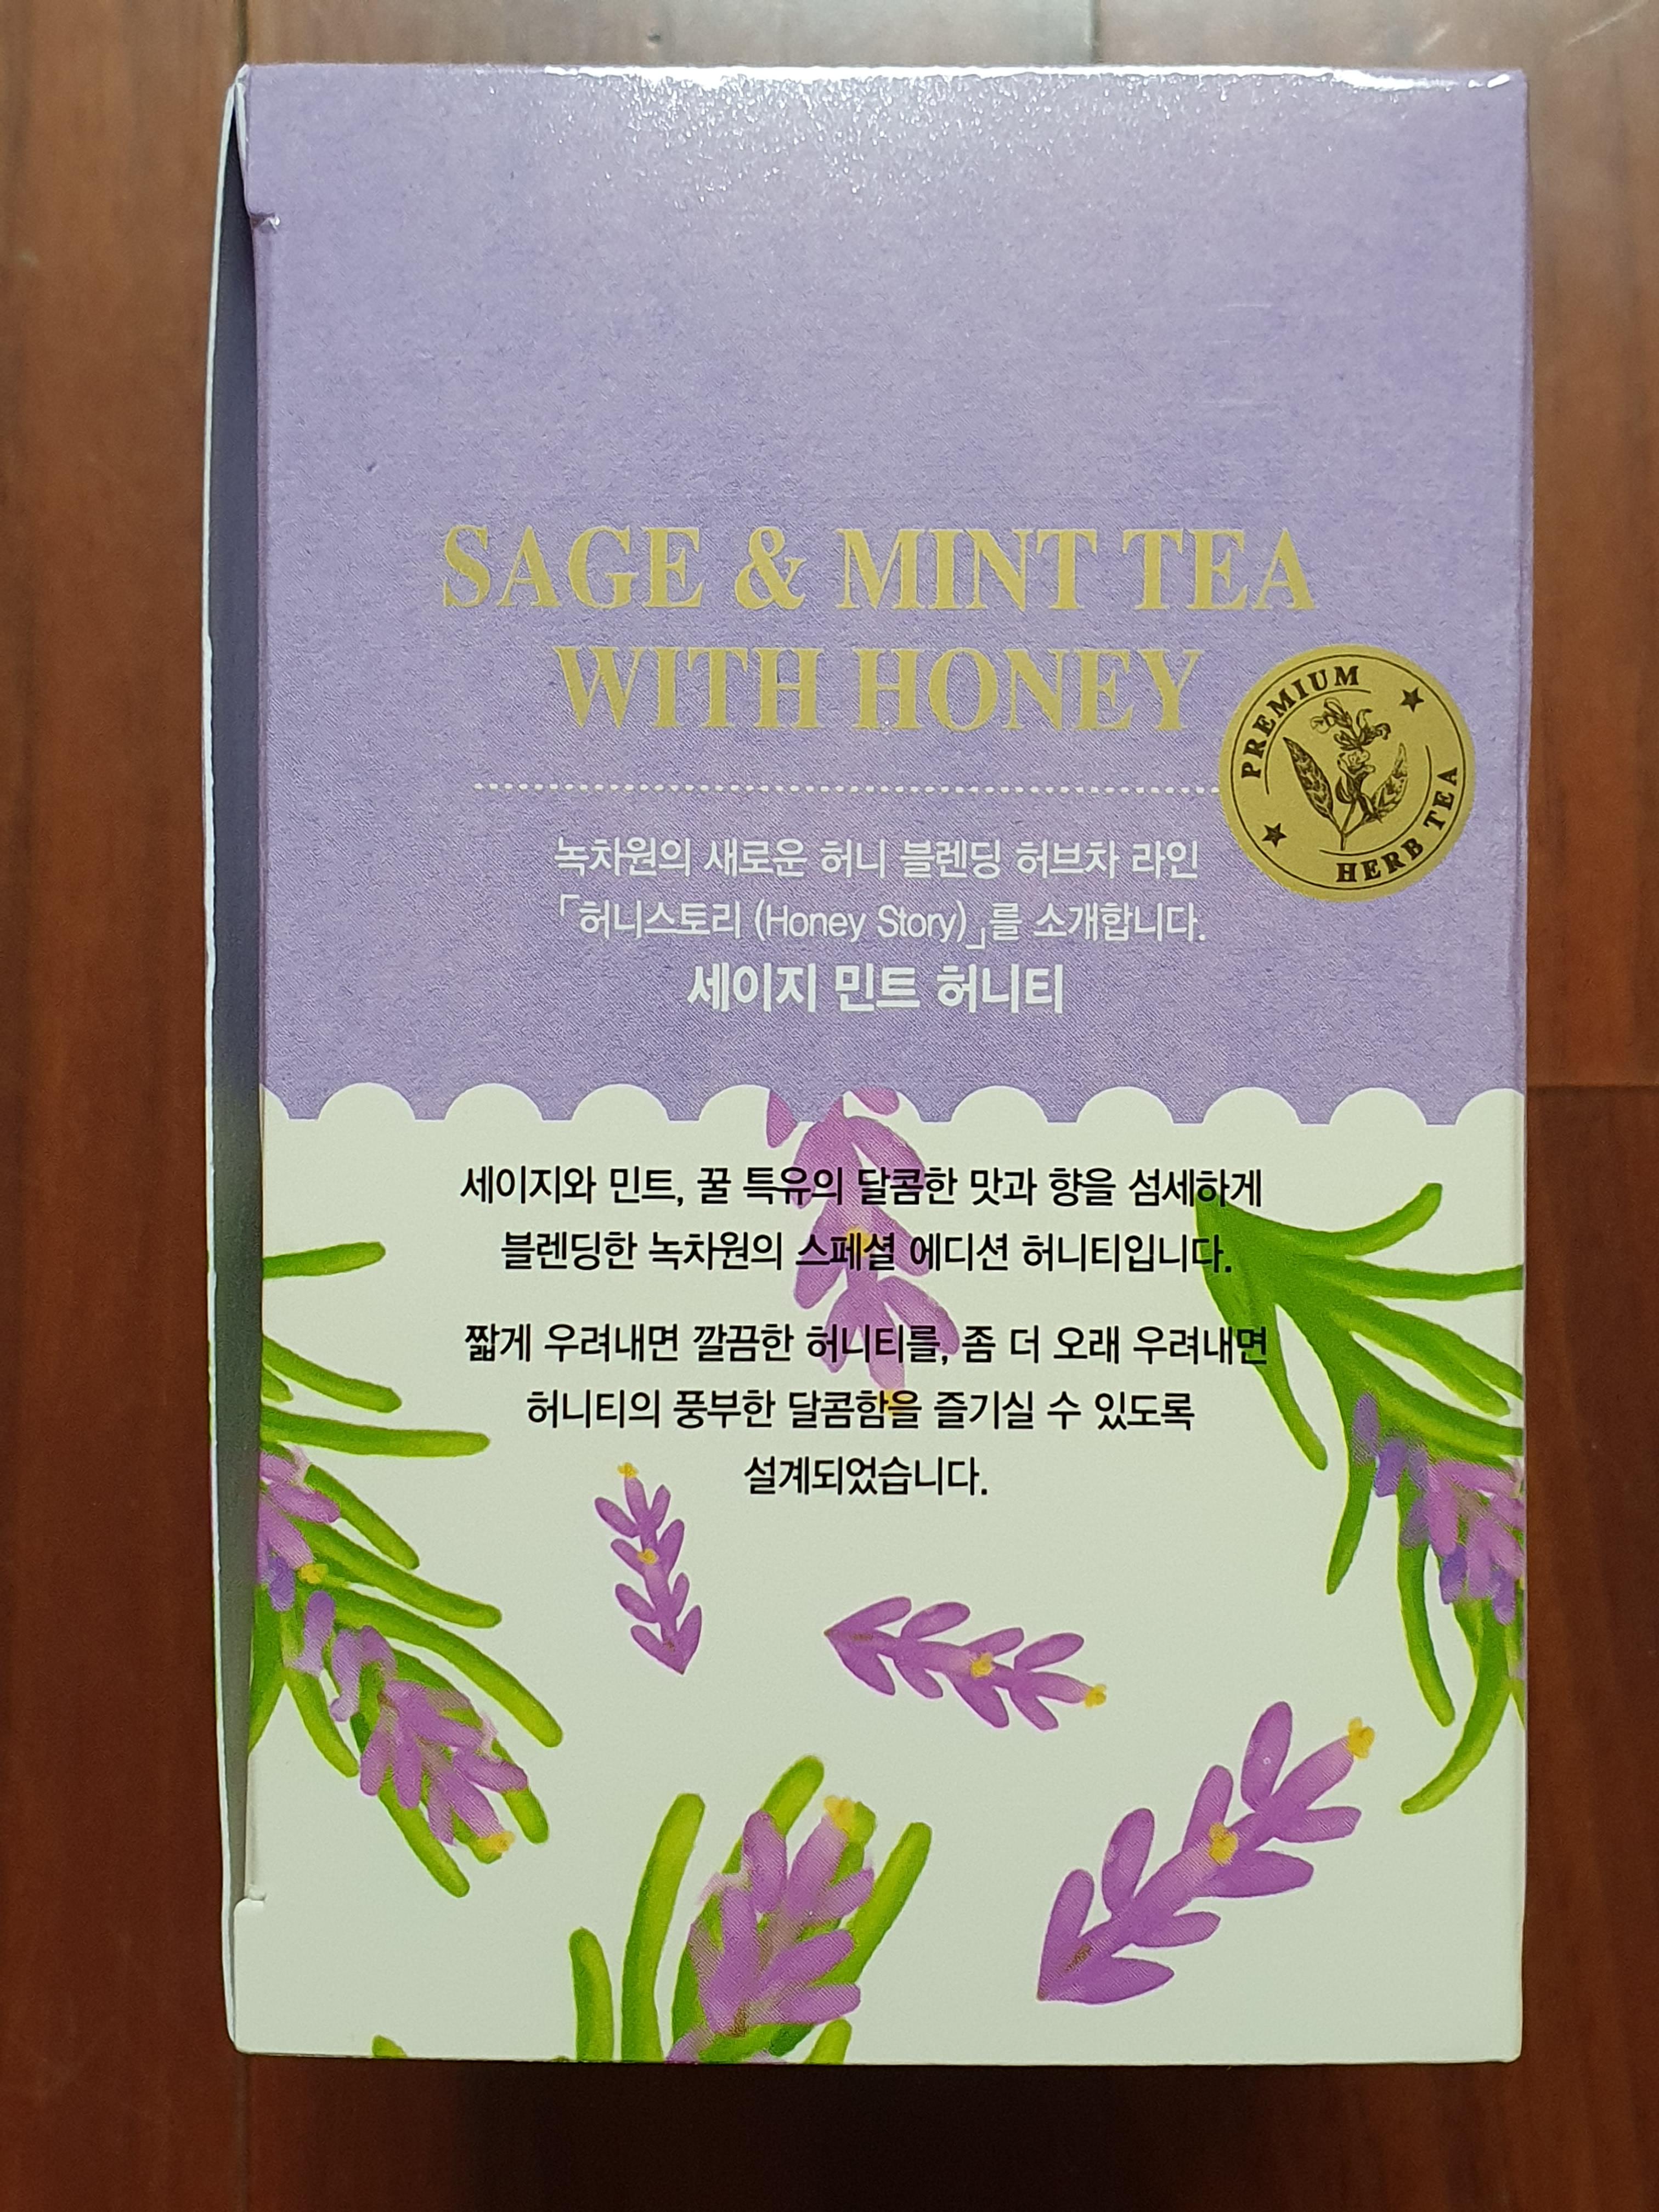 SAGE & MINT TEA
WITH HONEY
PREMIUM
HERB TEA
녹차원의 새로운 허니 블렌딩 허브차 라인
「허니스토리 (Honey Story)」를 소개합니다.
세이지 민트 허니티
세이지와 민트, 꿀 특유의 달콤한 맛과 향을 섬세하게
블렌딩한 녹차원의 스페셜 에디션 허니티입니다.
짧게 우려내면 깔끔한 허니티를, 좀 더 오래 우려내면
허니티의 풍부한 달콤함을 즐기실 수 있도록
설계되었습니다.